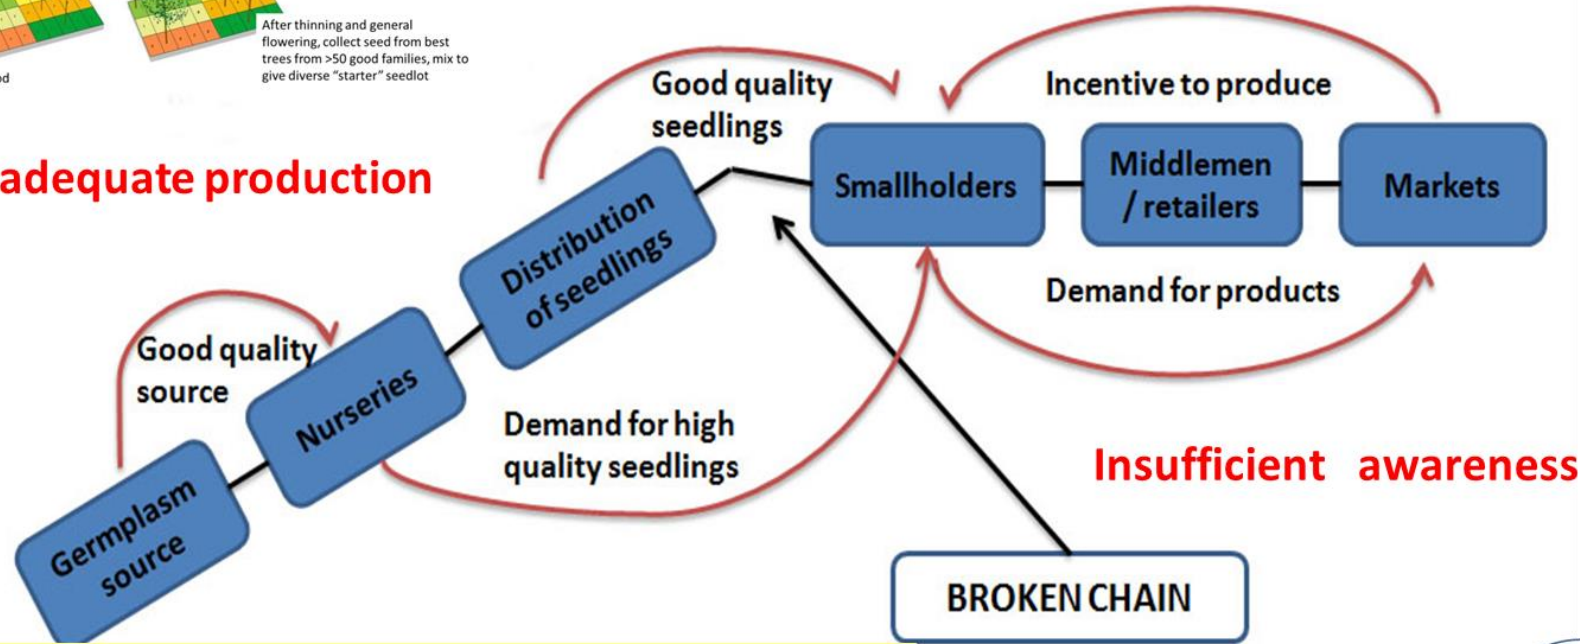 After thinning and general
flowering, collect seed from best
trees from >50 good families, mix to
give diverse "starter" seedlot
adequate production
Good quality
seedlings
Incentive to produce
Smallholders
Middlemen
/ retailers
Markets
Distribution
of seedlings
Demand for products
Good quality
source
Nurseries
Demand for high
quality seedlings
Germplasm
source
Insufficient awareness
BROKEN CHAIN